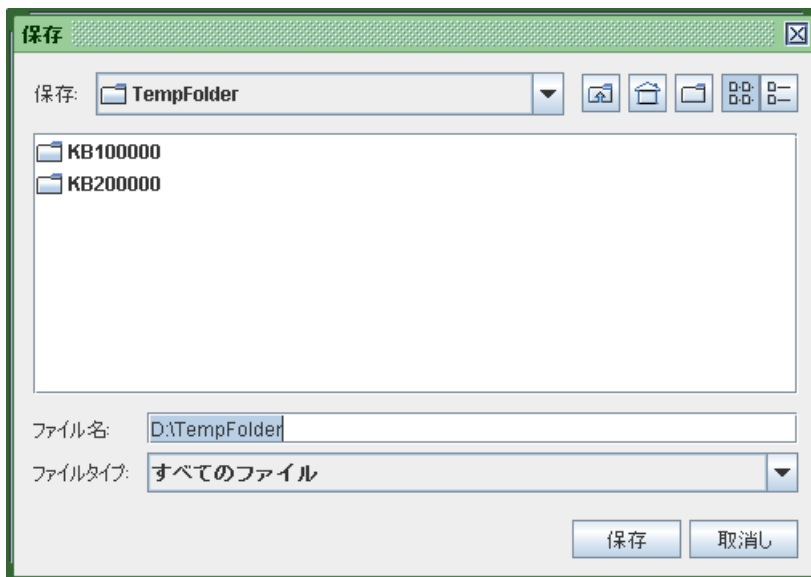 保存
保存: TempFolder
KB100000
KB200000
ファイル名: D:\TempFolder
ファイルタイプ: すべてのファイル
保存 取消し